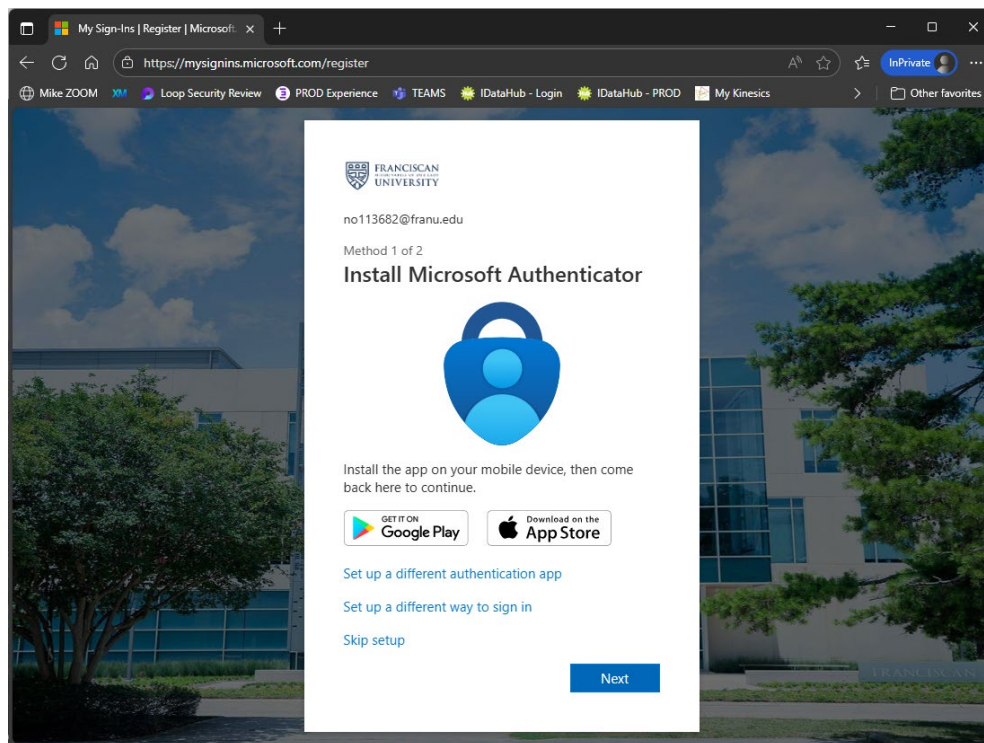 My Sign-Ins | Register | Microsoft
https://mysignins.microsoft.com/register
InPrivate
Mike ZOOM
XM
Loop Security Review
PROD Experience
TEAMS
IDataHub - Login
IDataHub - PROD
My Kinesics
Other favorites
FRANCISCAN
UNIVERSITY
no113682@franu.edu
Method 1 of 2
Install Microsoft Authenticator
Install the app on your mobile device, then come
back here to continue.
GET IT ON
Google Play
Download on the
App Store
Set up a different authentication app
Set up a different way to sign in
Skip setup
Next
FRANCISCAN